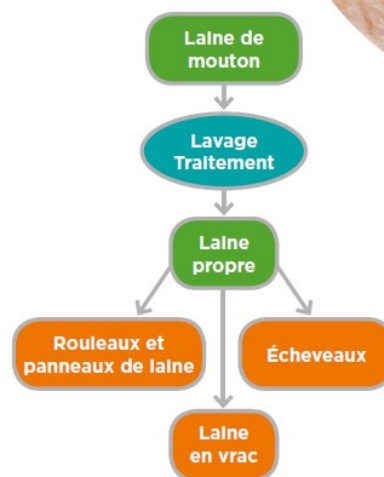 Laine de
mouton
Lavage
Traitement
Laine
propre
Rouleaux et
panneaux de laine
Écheveaux
Laine
en vrac